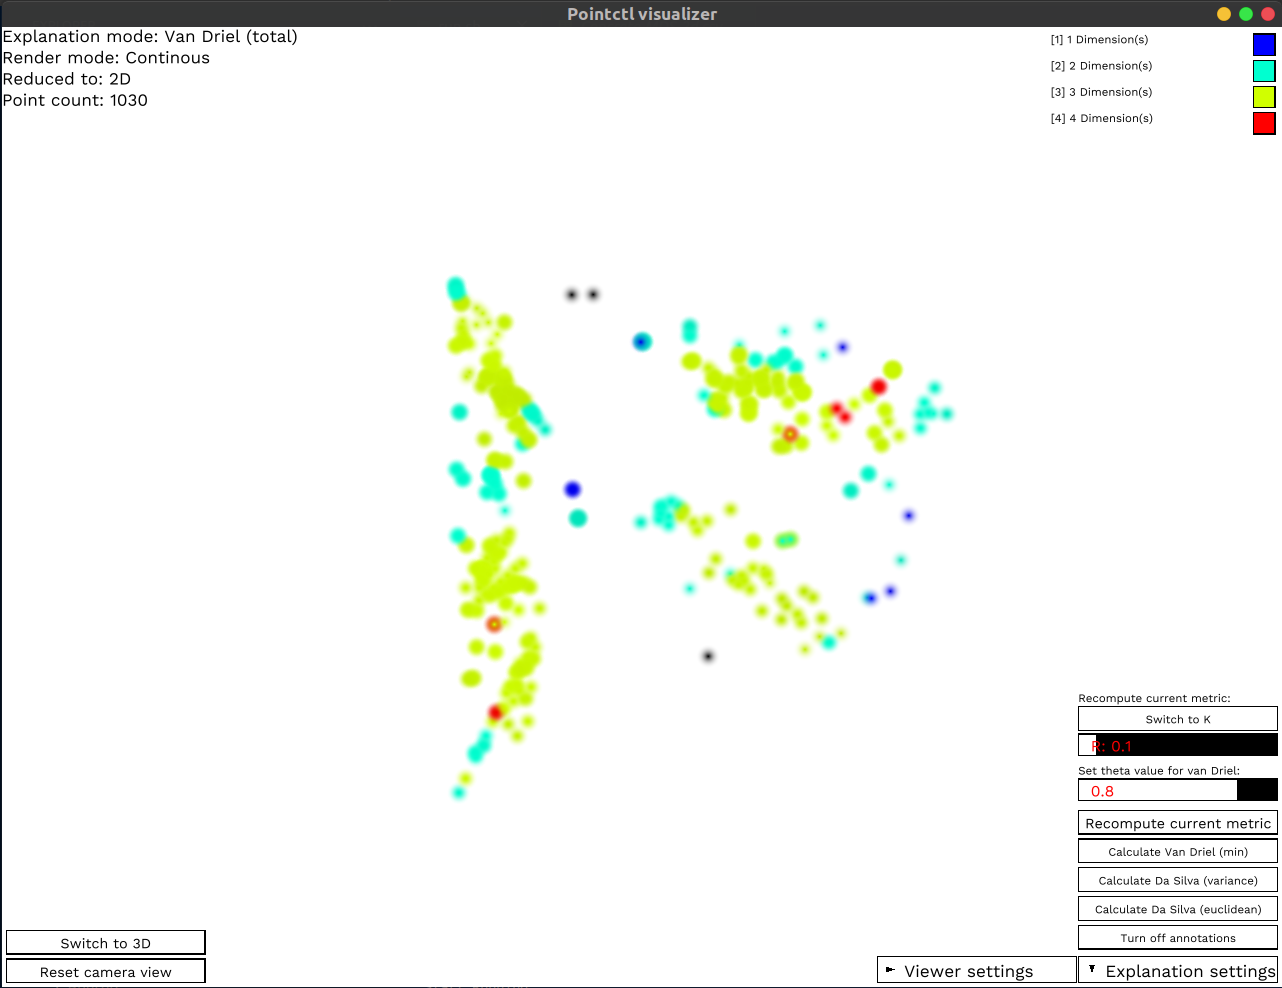 Pointctl visualizer
Explanation mode: Van Driel (total)
Render mode: Continous
Reduced to: 2D
Point count: 1030
[1] 1 Dimension(s)
[2] 2 Dimension(s)
[3] 3 Dimension(s)
[4] 4 Dimension(s)
Recompute current metric:
Switch to K
R: 0.1
Set theta value for van Driel:
0.8
Recompute current metric
Calculate Van Driel (min)
Calculate Da Silva (variance)
Calculate Da Silva (euclidean)
Turn off annotations
Switch to 3D
Reset camera view
Viewer settings
Explanation settings